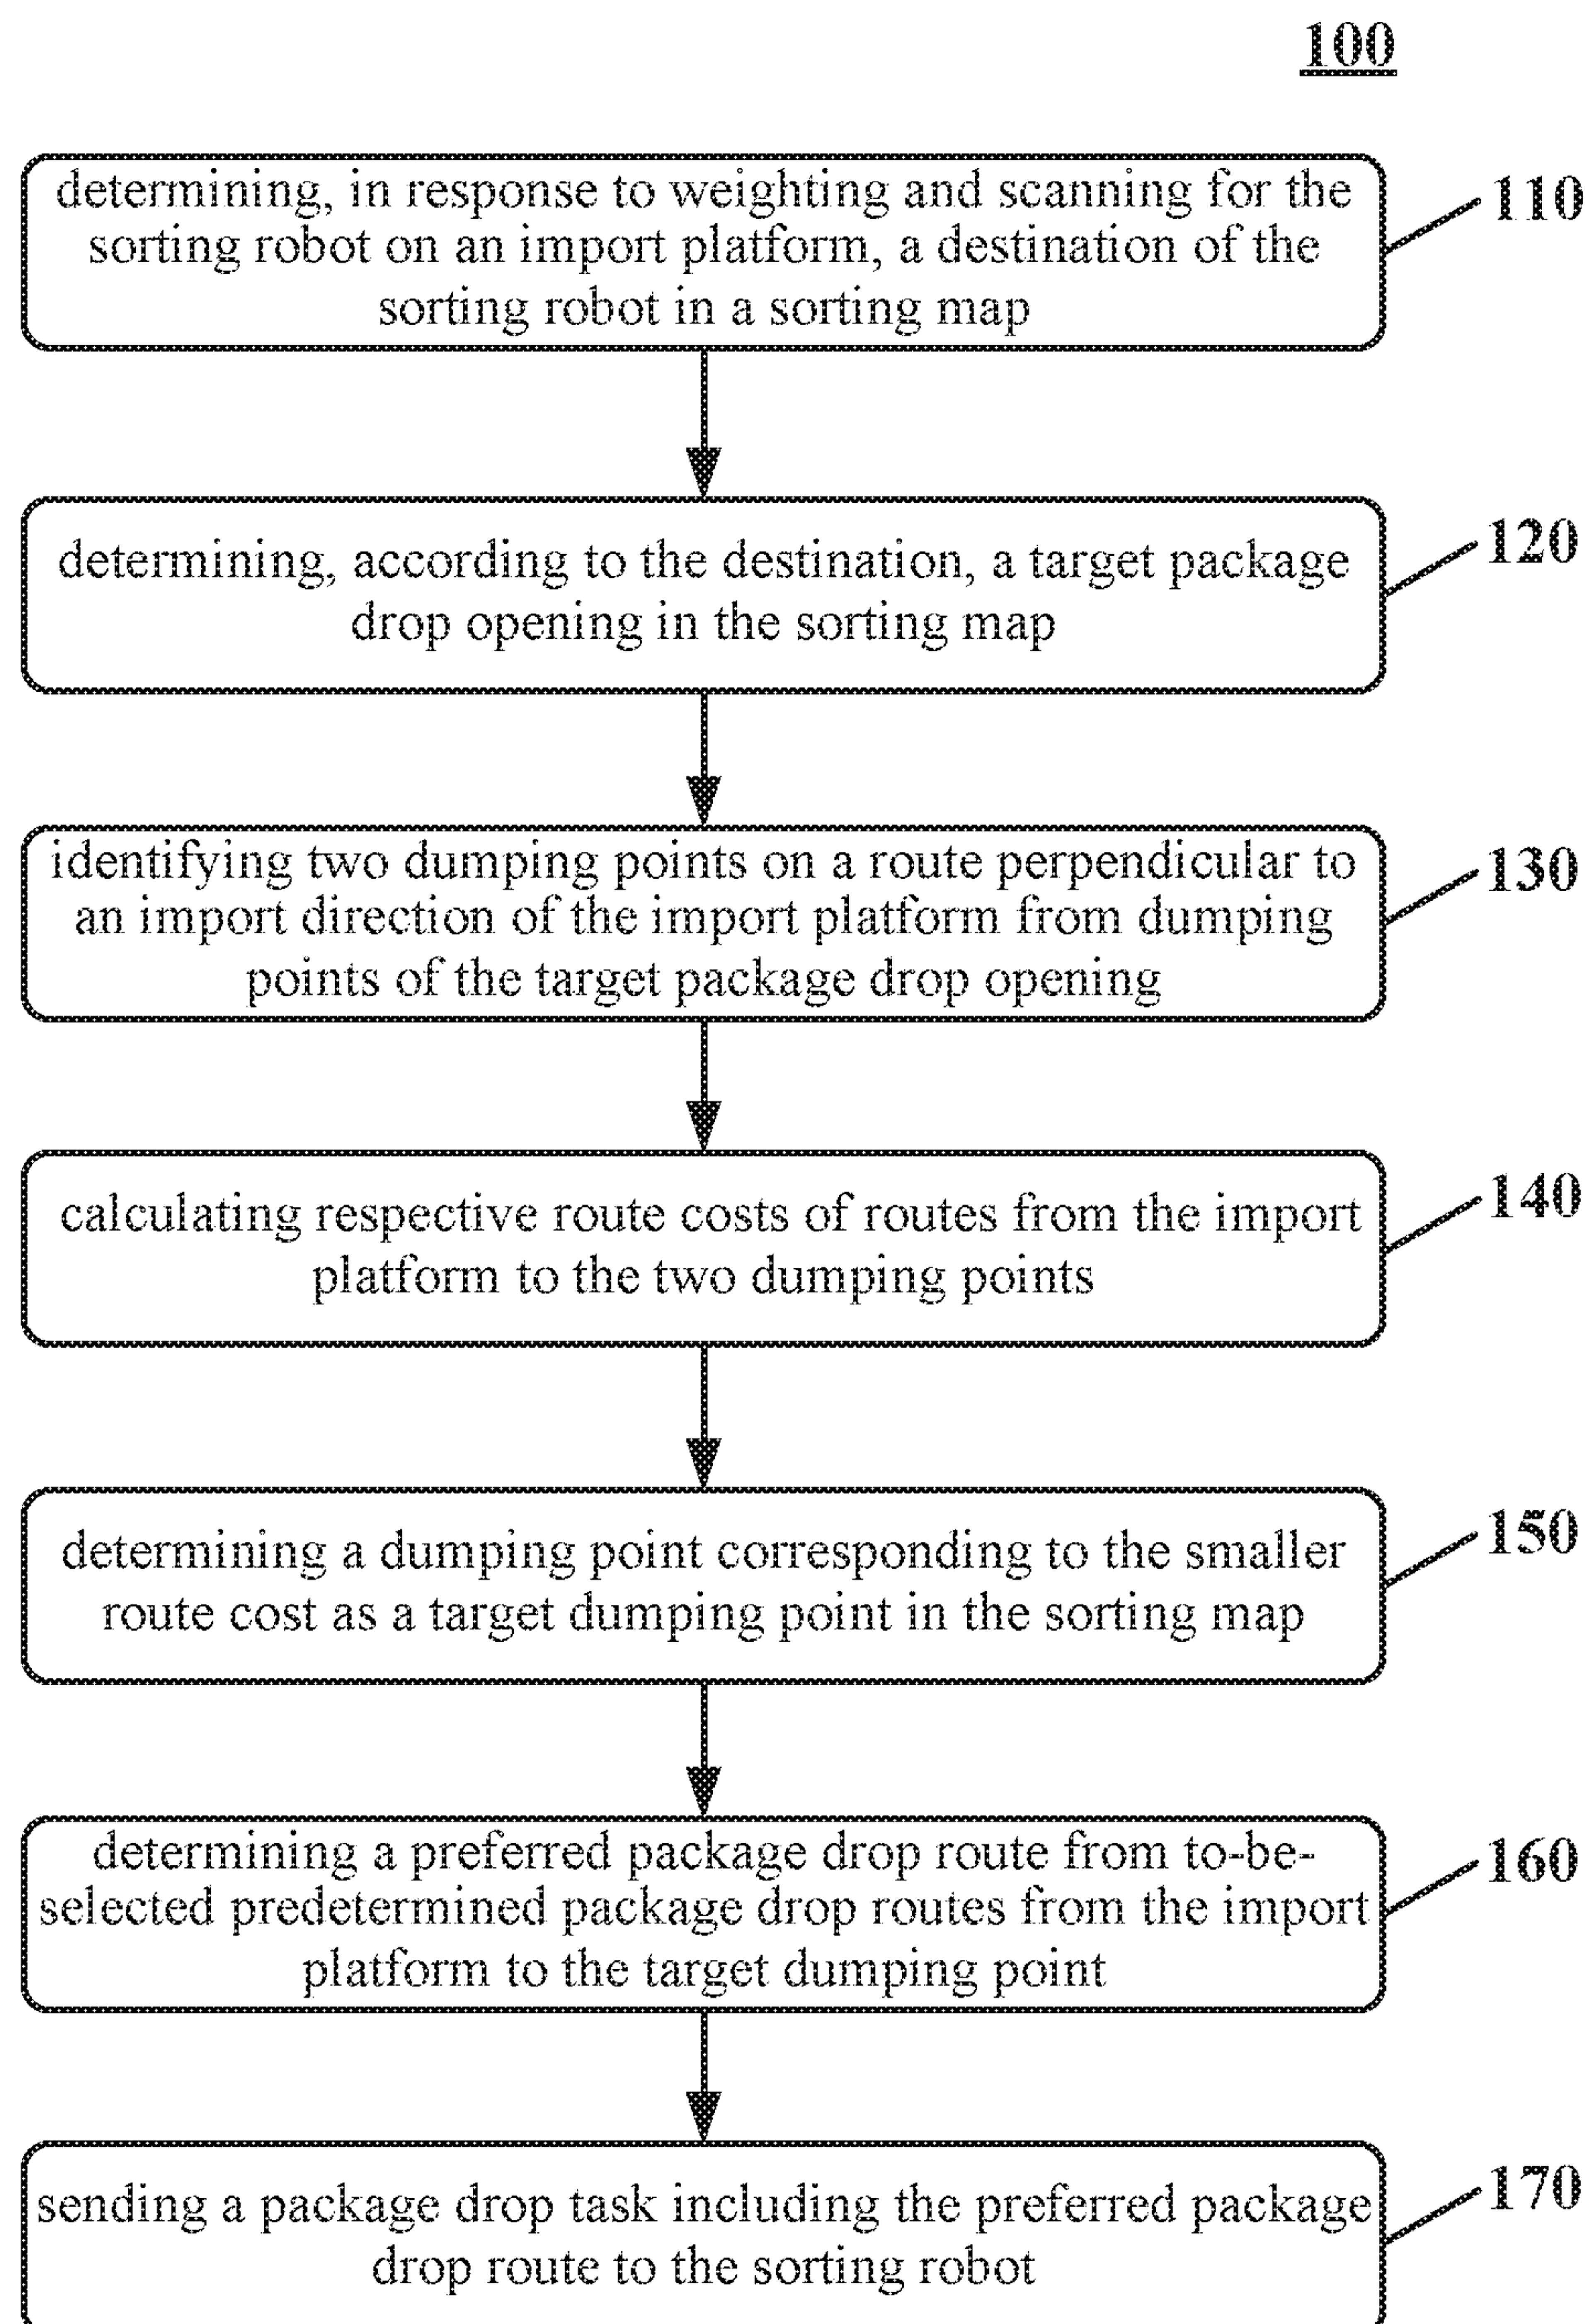 100
determining, in response to weighting and scanning for the
sorting robot on an import platform, a destination of the
sorting robot in a sorting map
110
determining, according to the destination, a target package
drop opening in the sorting map
120
identifying two dumping points on a route perpendicular to
an import direction of the import platform from dumping
points of the target package drop opening
130
calculating respective route costs of routes from the import
platform to the two dumping points
140
determining a dumping point corresponding to the smaller
route cost as a target dumping point in the sorting map
150
determining a preferred package drop route from to-be-
selected predetermined package drop routes from the import
platform to the target dumping point
160
sending a package drop task including the preferred package
drop route to the sorting robot
170